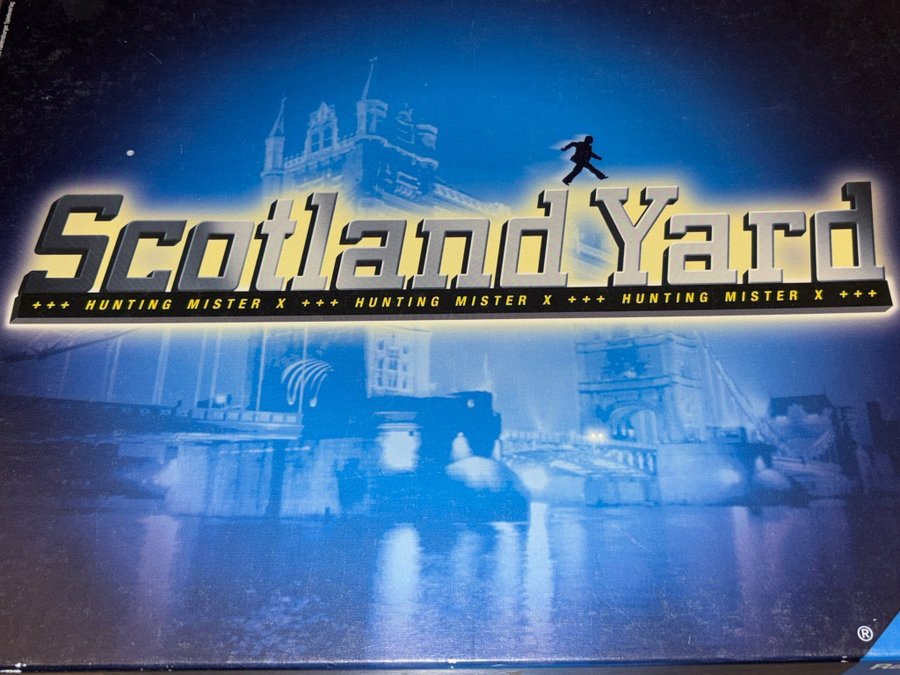 Scotland Yard
+++ HUNTING MISTER X +++ HUNTING MISTER X +++ HUNTING MISTER X +++
®